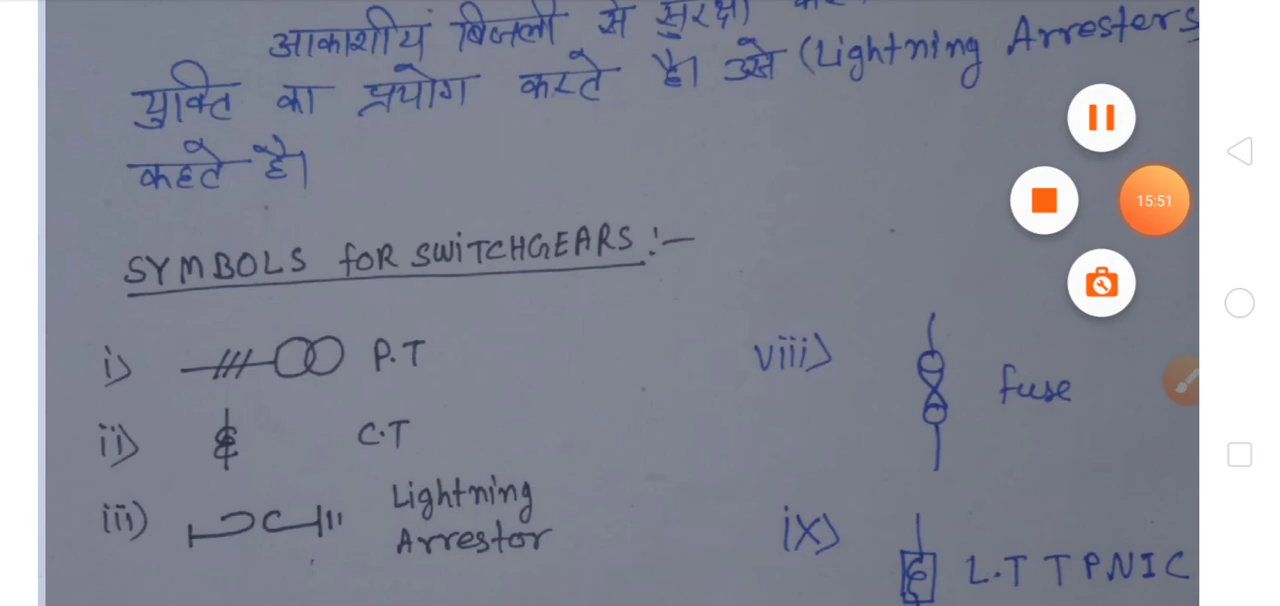 आकाशीय बिजली से सुरक्षा
युक्ति का प्रयोग करते है। उसे (Lightning Arresters
कहते है।
SYMBOLS foR SWiTCHGEARS :-
i) P.T
ii) C.T
iii) Lightning
Arrestor
viii) fuse
ix) L.T TPNIC
15:51